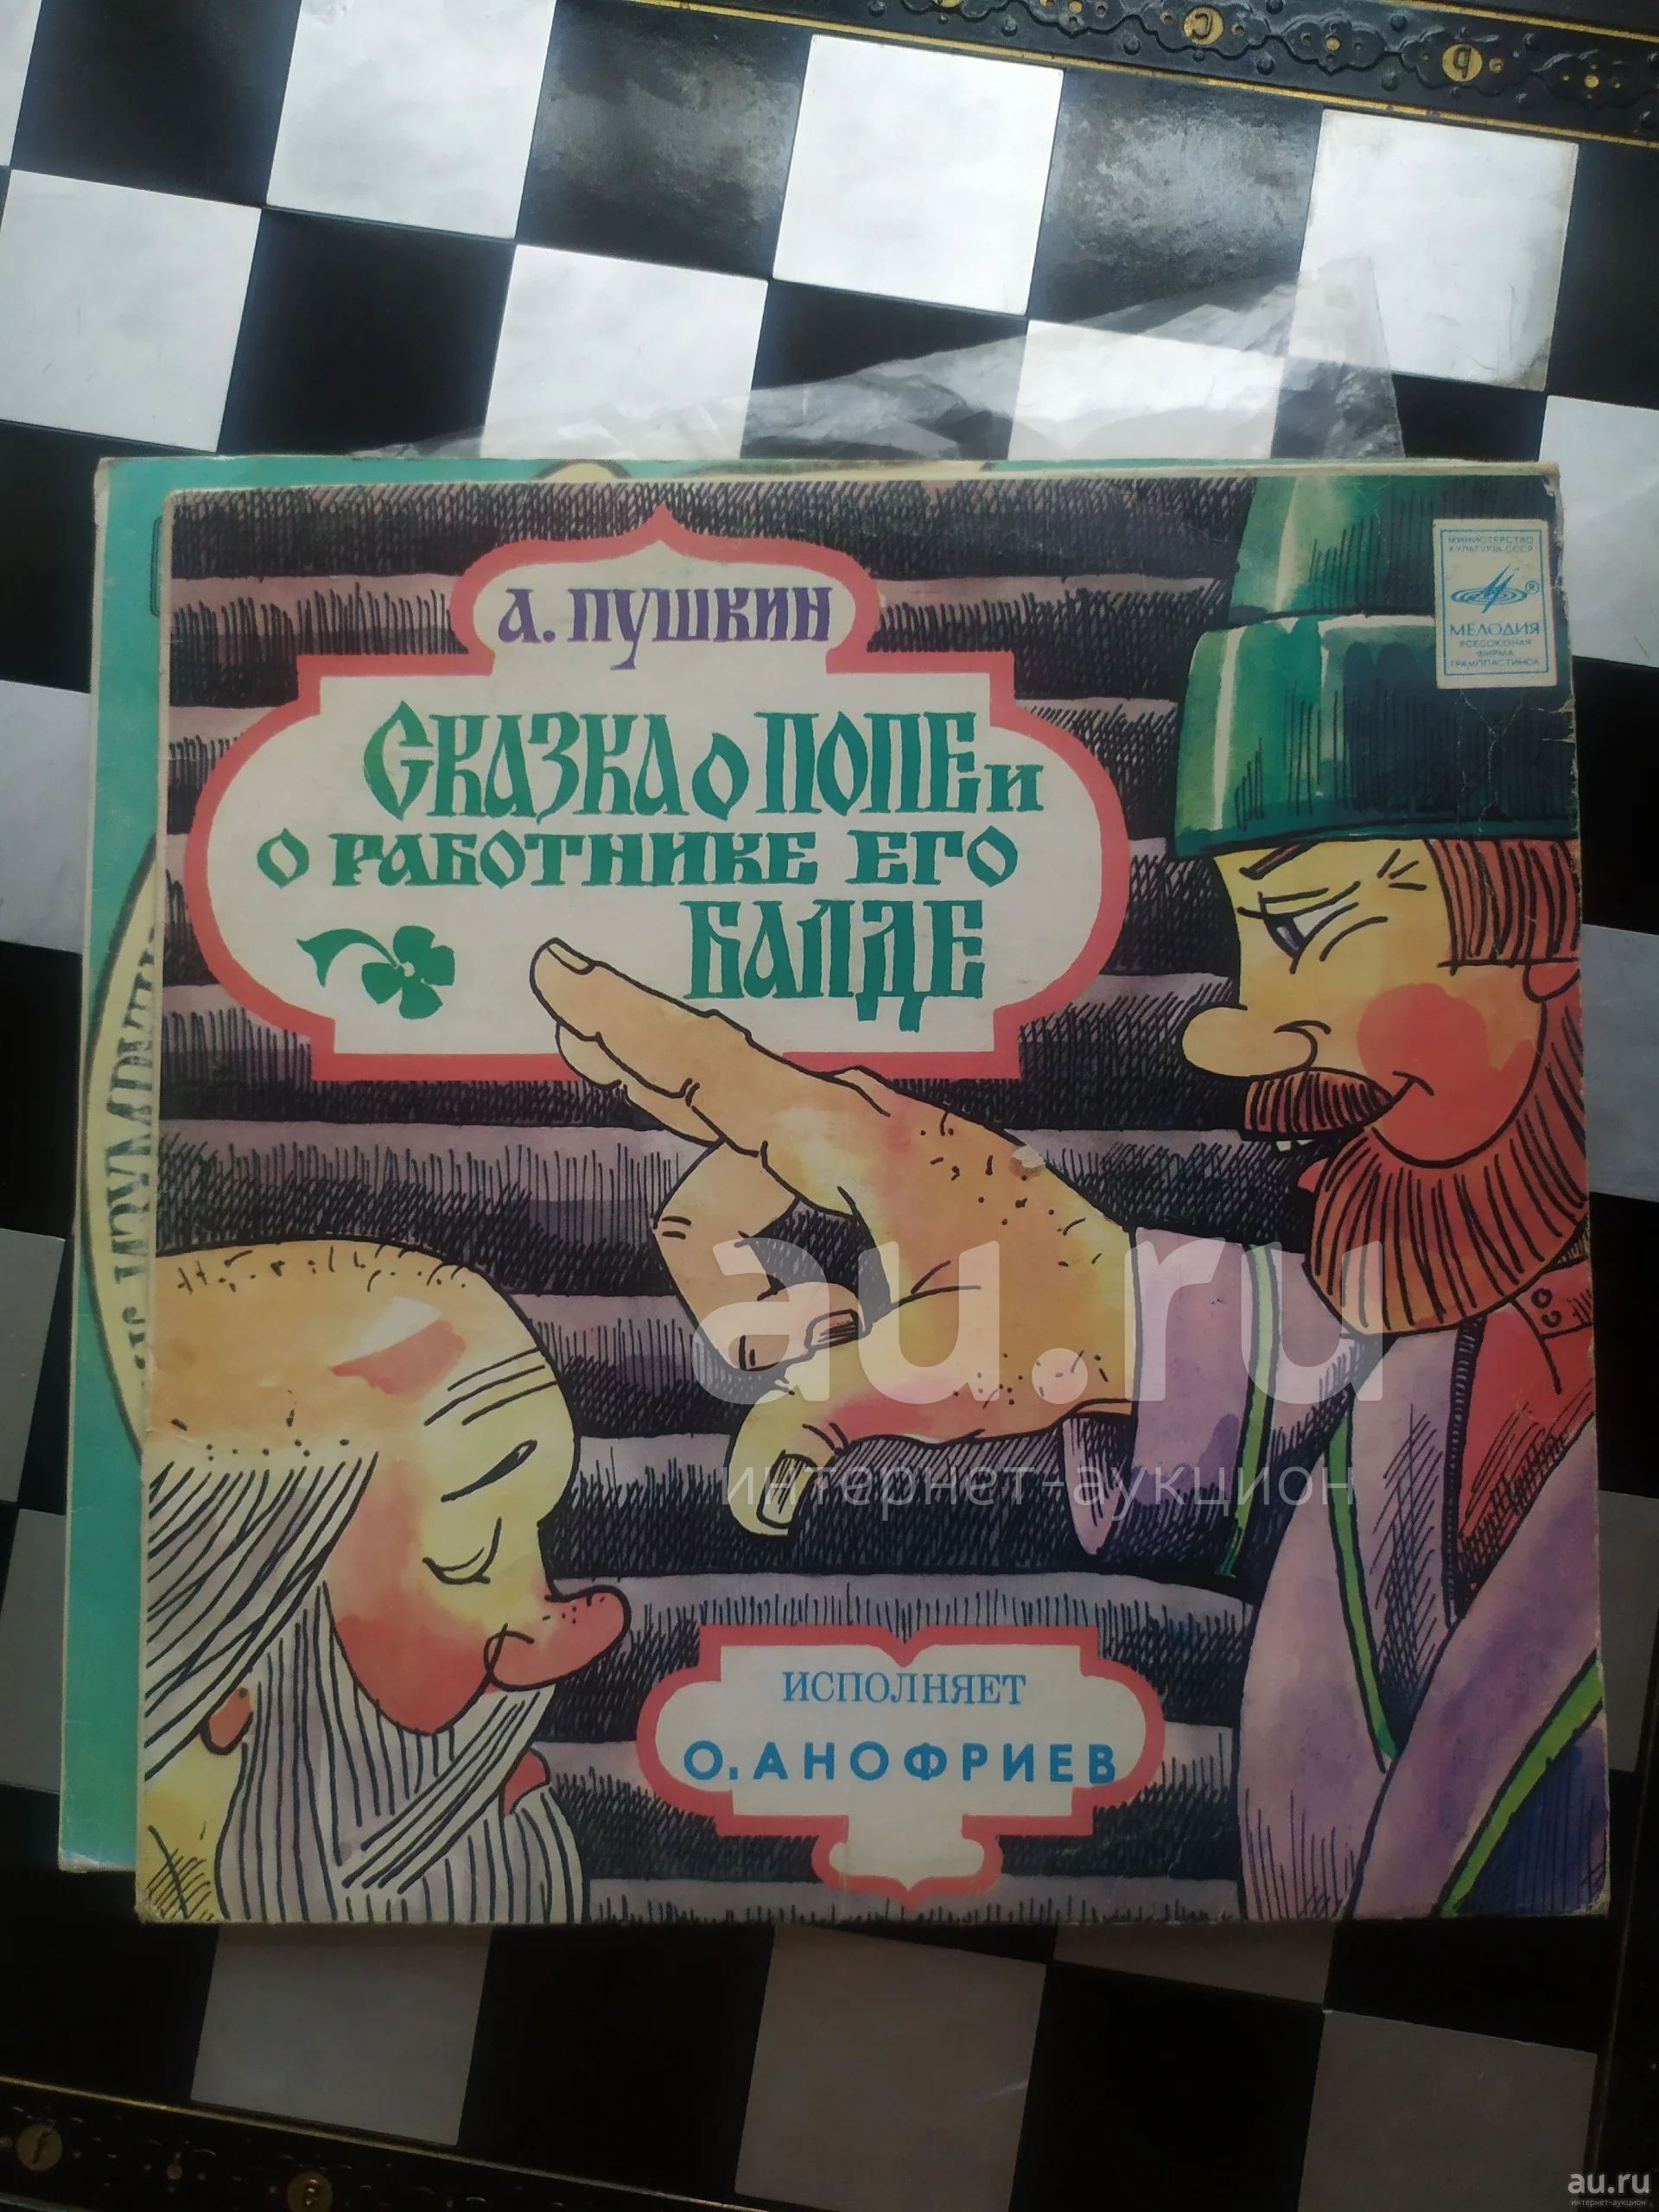 А. ПУШКИН
МИНИСТЕРСТВО
КУЛЬТУРЫ СССР
МЕЛОДИЯ
ВСЕСОЮЗНАЯ
ФИРМА
ГРАМПЛАСТИНОК
СКАЗКА О ПОПЕ И
О РАБОТНИКЕ ЕГО
БАЛДЕ
au.ru
интернет-аукцион
ИСПОЛНЯЕТ
О. АНОФРИЕВ
au.ru
интернет-аукцион